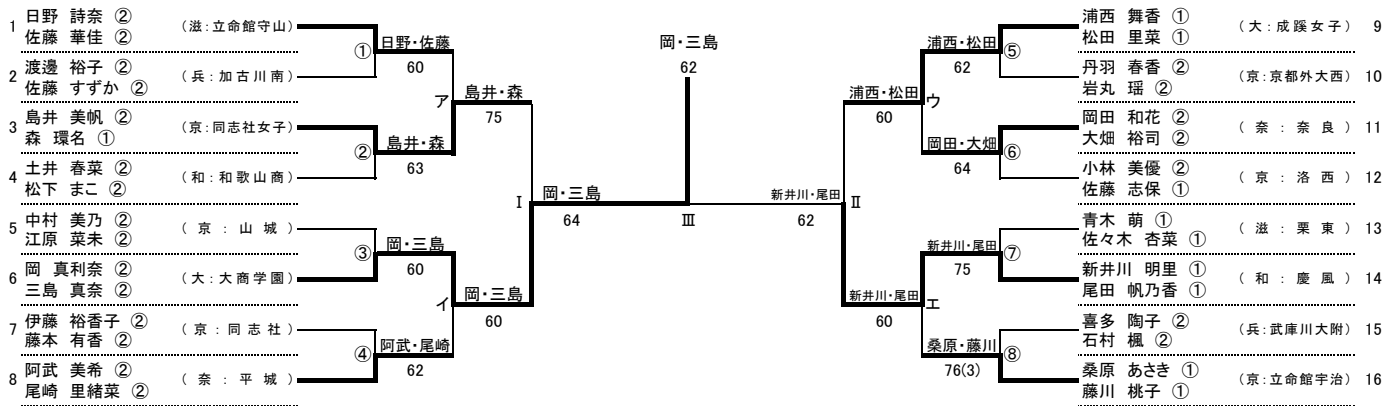 1 日野 詩奈 ② 佐藤 華佳 ② (滋:立命館守山)
2 渡邊 裕子 ② 佐藤 すずか ② (兵:加古川南)
3 島井 美帆 ② 森 環名 ① (京:同志社女子)
4 土井 春菜 ② 松下 まこ ② (和:和歌山商)
5 中村 美乃 ② 江原 菜未 ② (京:山城)
6 岡 真利奈 ② 三島 真奈 ② (大:大商学園)
7 伊藤 裕香子 ② 藤本 有香 ② (京:同志社)
8 阿武 美希 ② 尾崎 里緒菜 ② (奈:平城)
① 日野・佐藤 60
② 島井・森 63
③ 岡・三島 60
④ 阿武・尾崎 62
ア 島井・森 75
イ 岡・三島 60
Ⅰ 岡・三島 64
岡・三島 62
Ⅲ
新井川・尾田 62 Ⅱ
浦西・松田 60 ウ
新井川・尾田 60 エ
浦西・松田 62 ⑤
岡田・大畑 64 ⑥
新井川・尾田 75 ⑦
桑原・藤川 76(3) ⑧
浦西 舞香 ① 松田 里菜 ① (大:成蹊女子) 9
丹羽 春香 ② 岩丸 瑶 ② (京:京都外大西) 10
岡田 和花 ② 大畑 裕司 ② (奈:奈良) 11
小林 美優 ② 佐藤 志保 ① (京:洛西) 12
青木 萌 ① 佐々木 杏菜 ① (滋:栗東) 13
新井川 明里 ① 尾田 帆乃香 ① (和:慶風) 14
喜多 陶子 ② 石村 楓 ② (兵:武庫川大附) 15
桑原 あさき ① 藤川 桃子 ① (京:立命館宇治) 16